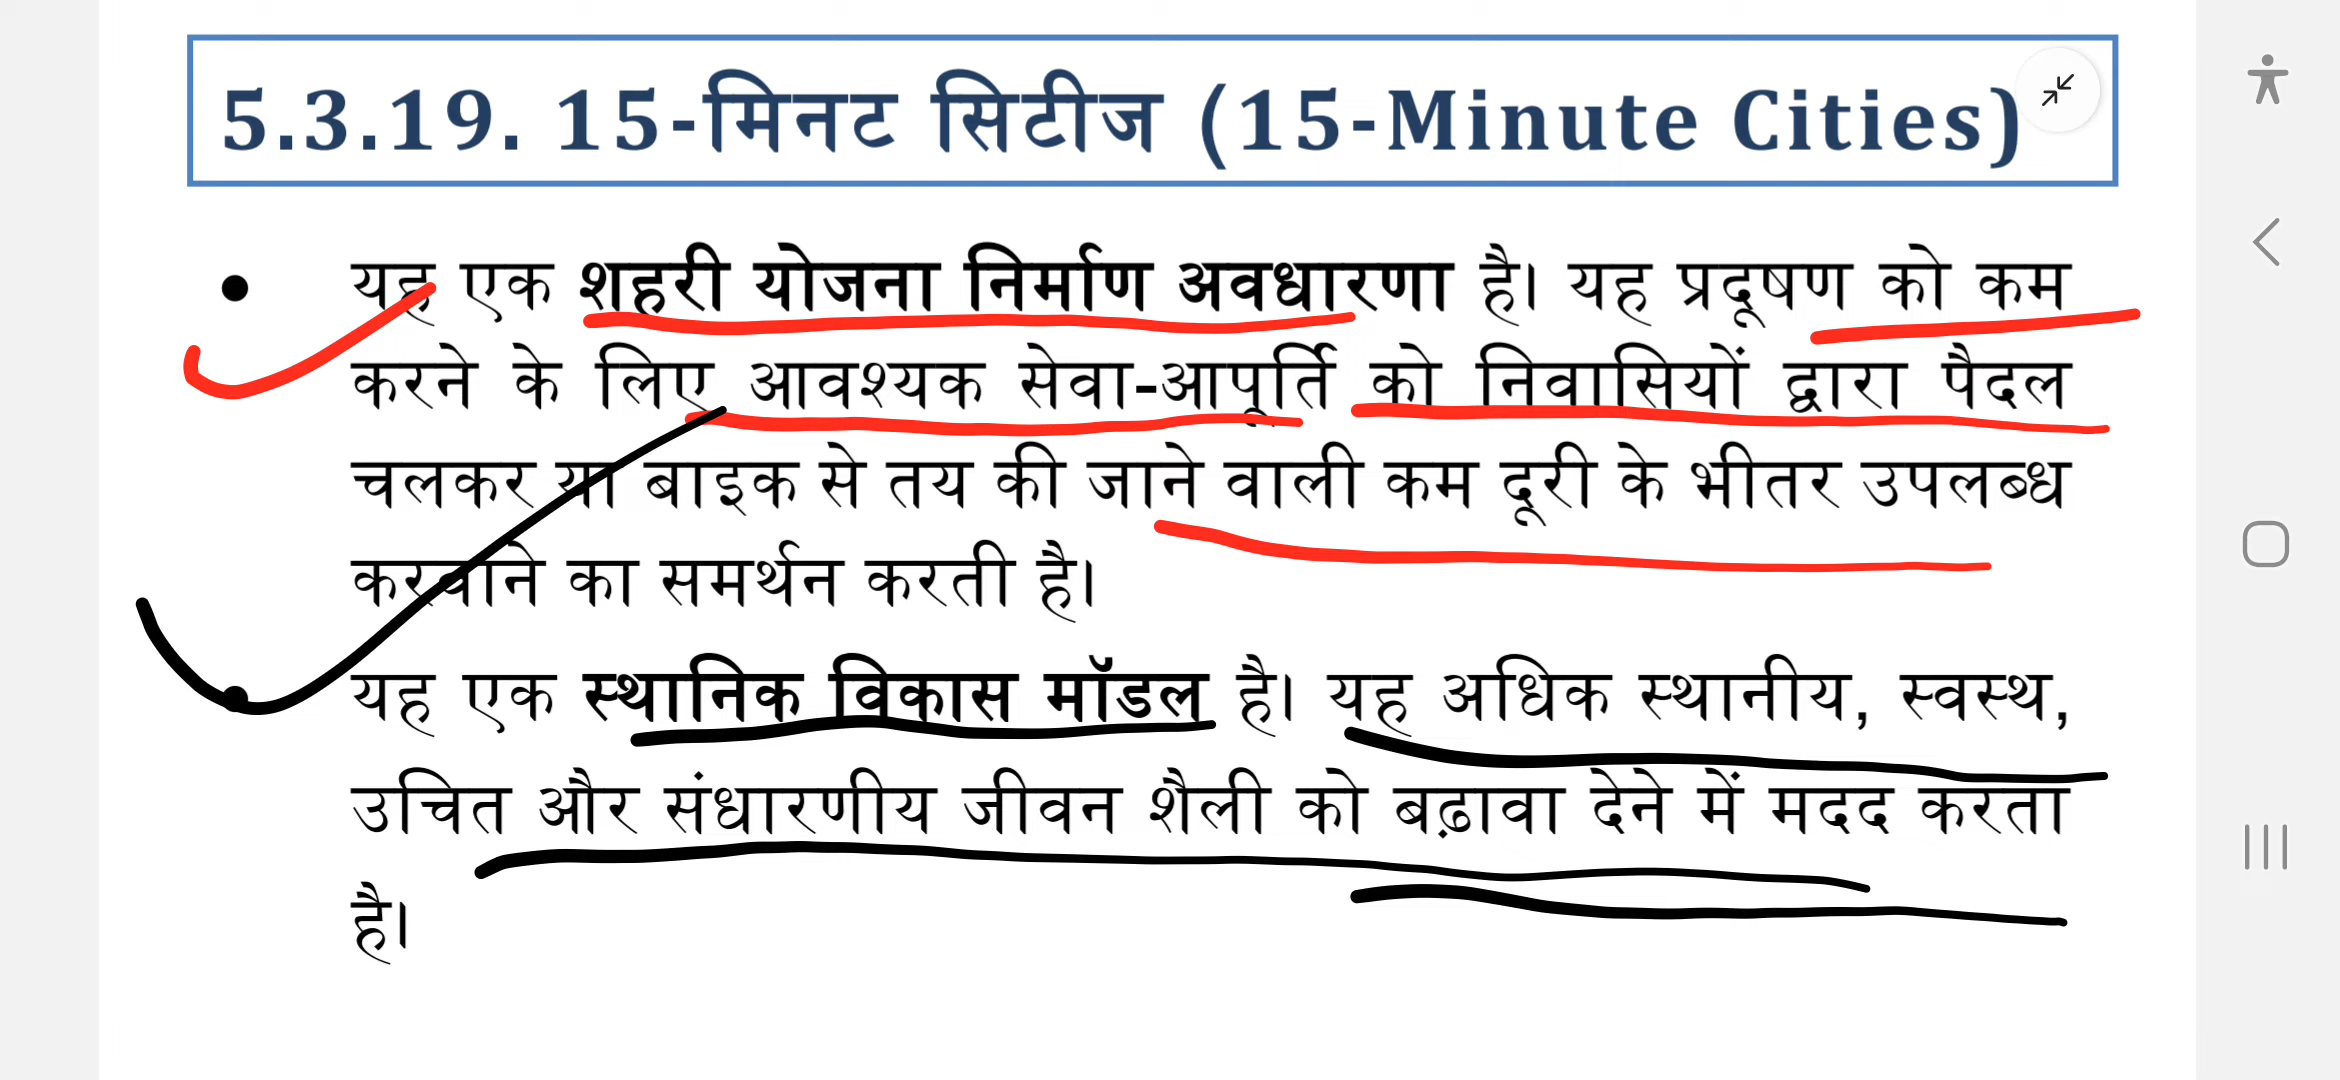 5.3.19. 15-मिनट सिटीज (15-Minute Cities)
• यह एक शहरी योजना निर्माण अवधारणा है। यह प्रदूषण को कम
करने के लिए आवश्यक सेवा-आपूर्ति को निवासियों द्वारा पैदल
चलकर या बाइक से तय की जाने वाली कम दूरी के भीतर उपलब्ध
करवाने का समर्थन करती है।
• यह एक स्थानिक विकास मॉडल है। यह अधिक स्थानीय, स्वस्थ,
उचित और संधारणीय जीवन शैली को बढ़ावा देने में मदद करता
है।